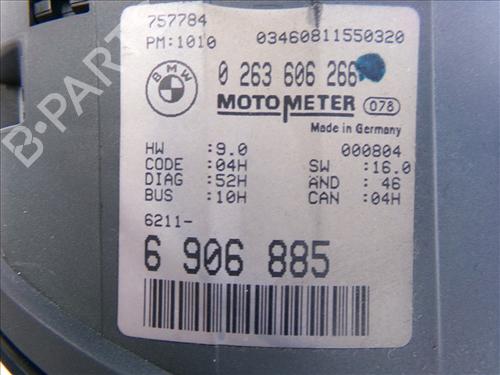 757784
PM:1010 03460811550320
BMW
0 263 606 266
MOTOMETER 078
Made in Germany
HW :9.0 000804
CODE :04H SW :16.0
DIAG :52H AND : 46
BUS :10H CAN :04H
6211-
6 906 885
B-PARTS